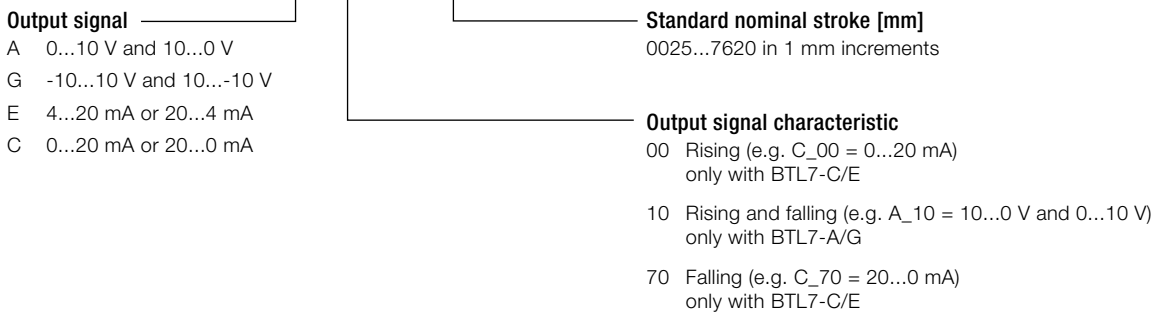 Output signal
A 0...10 V and 10...0 V
G -10...10 V and 10...-10 V
E 4...20 mA or 20...4 mA
C 0...20 mA or 20...0 mA
Standard nominal stroke [mm]
0025...7620 in 1 mm increments
Output signal characteristic
00 Rising (e.g. C_00 = 0...20 mA)
only with BTL7-C/E
10 Rising and falling (e.g. A_10 = 10...0 V and 0...10 V)
only with BTL7-A/G
70 Falling (e.g. C_70 = 20...0 mA)
only with BTL7-C/E